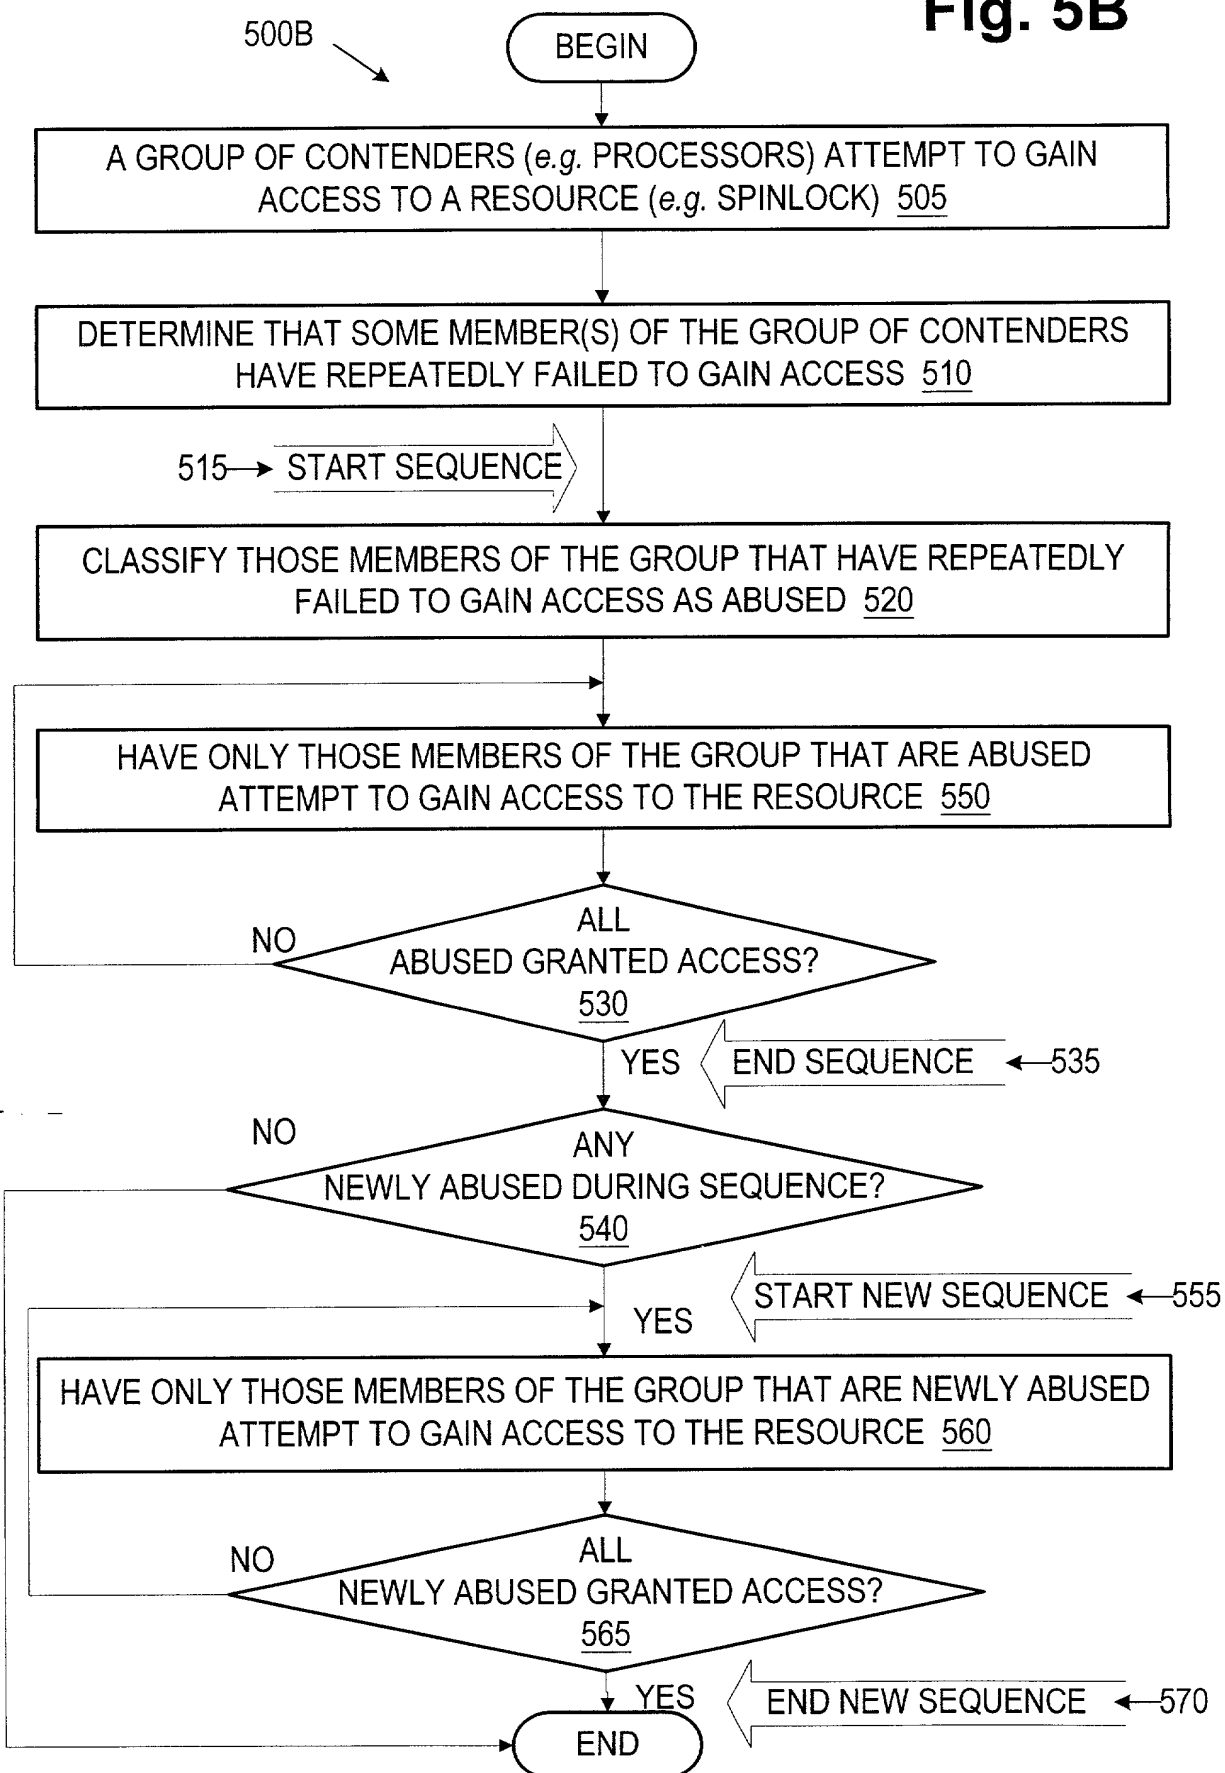 Fig. 5B
500B
BEGIN
A GROUP OF CONTENDERS (e.g. PROCESSORS) ATTEMPT TO GAIN
ACCESS TO A RESOURCE (e.g. SPINLOCK) 505
DETERMINE THAT SOME MEMBER(S) OF THE GROUP OF CONTENDERS
HAVE REPEATEDLY FAILED TO GAIN ACCESS 510
515 START SEQUENCE
CLASSIFY THOSE MEMBERS OF THE GROUP THAT HAVE REPEATEDLY
FAILED TO GAIN ACCESS AS ABUSED 520
HAVE ONLY THOSE MEMBERS OF THE GROUP THAT ARE ABUSED
ATTEMPT TO GAIN ACCESS TO THE RESOURCE 550
NO
ALL
ABUSED GRANTED ACCESS?
530
YES
END SEQUENCE 535
NO
ANY
NEWLY ABUSED DURING SEQUENCE?
540
START NEW SEQUENCE 555
YES
HAVE ONLY THOSE MEMBERS OF THE GROUP THAT ARE NEWLY ABUSED
ATTEMPT TO GAIN ACCESS TO THE RESOURCE 560
NO
ALL
NEWLY ABUSED GRANTED ACCESS?
565
YES
END NEW SEQUENCE 570
END